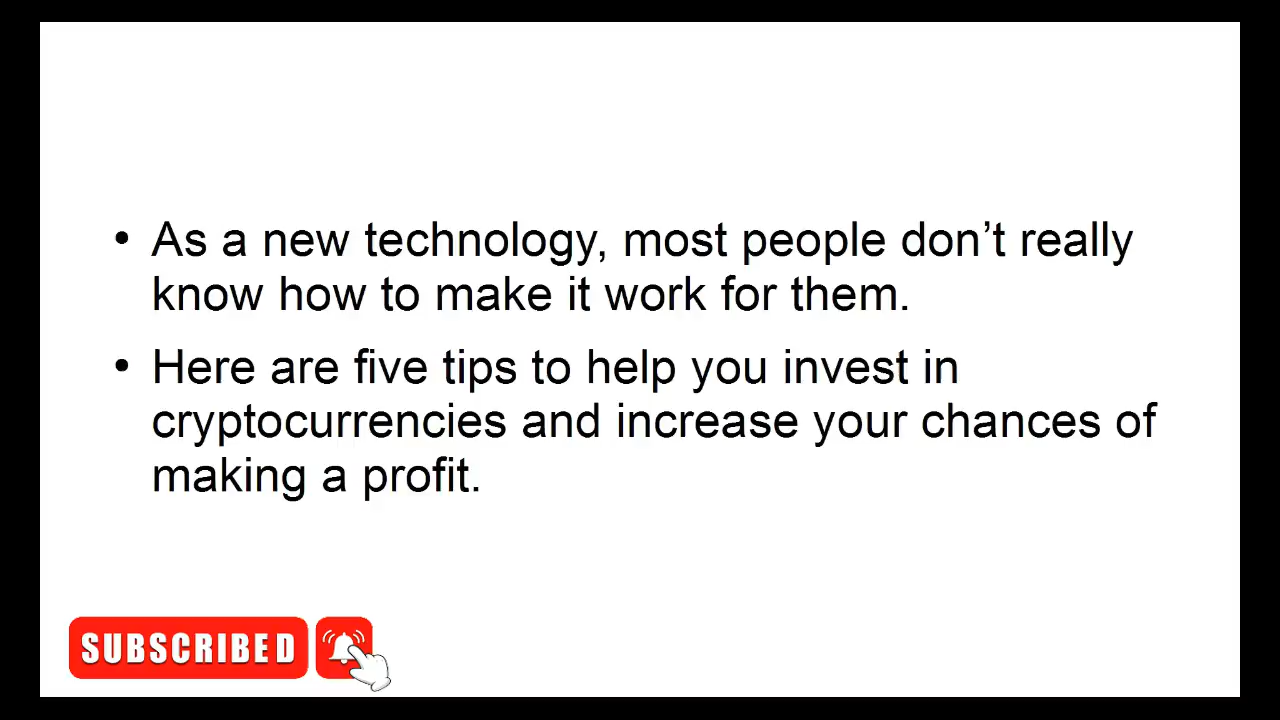 • As a new technology, most people don’t really
know how to make it work for them.
• Here are five tips to help you invest in
cryptocurrencies and increase your chances of
making a profit.
SUBSCRIBED